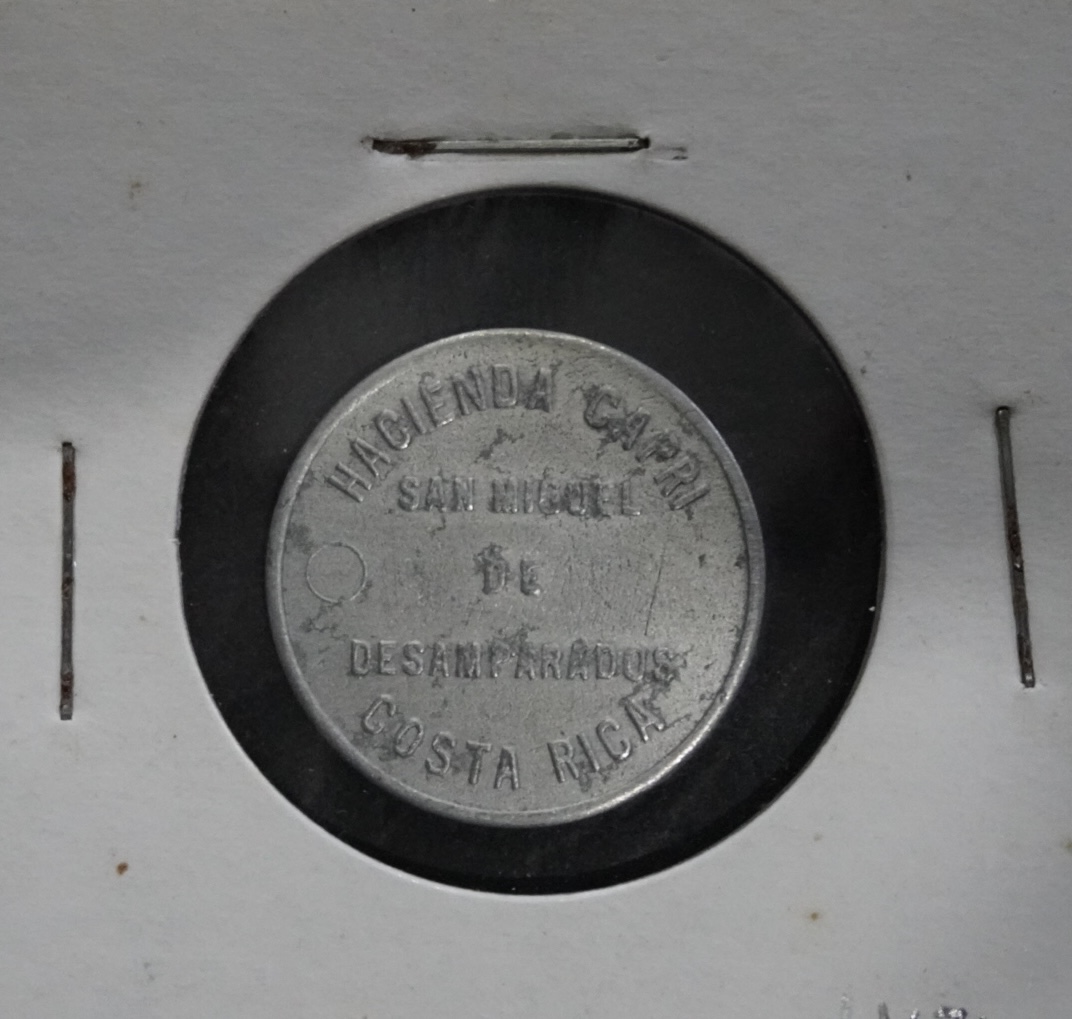 HACIENDA CAPRI
SAN MIGUEL
DE
DESAMPARADOS
COSTA RICA